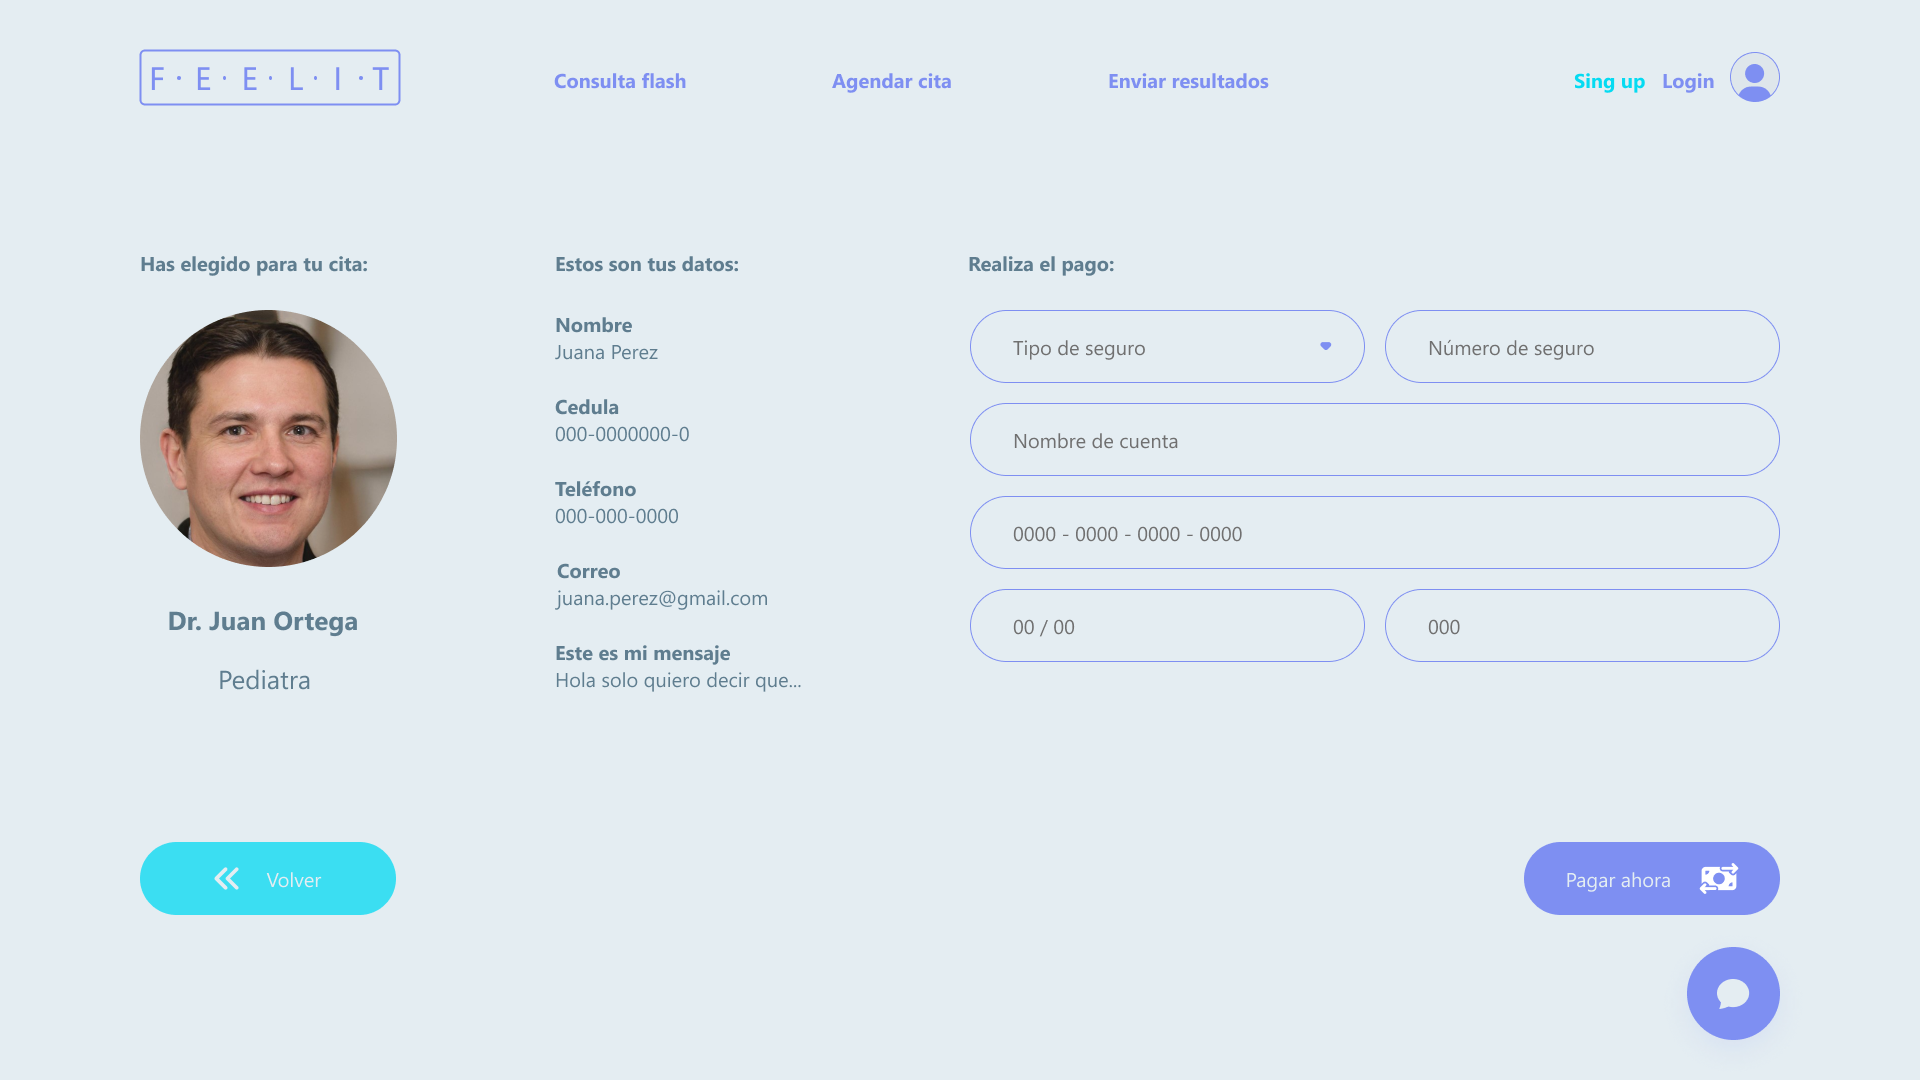 F·E·E·L·I·T
Consulta flash
Agendar cita
Enviar resultados
Sing up
Login
Has elegido para tu cita:
Dr. Juan Ortega
Pediatra
Estos son tus datos:
Nombre
Juana Perez
Cedula
000-0000000-0
Teléfono
000-000-0000
Correo
juana.perez@gmail.com
Este es mi mensaje
Hola solo quiero decir que...
Realiza el pago:
Tipo de seguro
Número de seguro
Nombre de cuenta
0000 - 0000 - 0000 - 0000
00 / 00
000
Volver
Pagar ahora